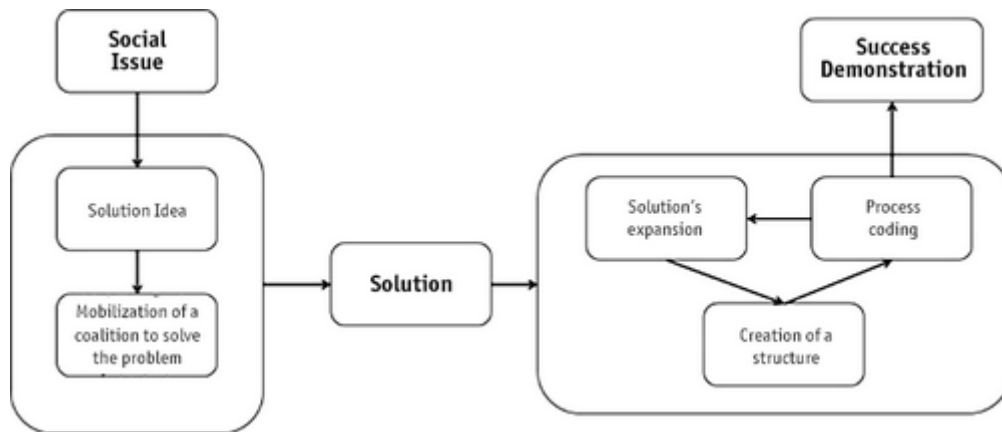 Social
Issue
Solution Idea
Mobilization of a
coalition to solve
the problem
Solution
Success
Demonstration
Solution's
expansion
Process
coding
Creation of a
structure